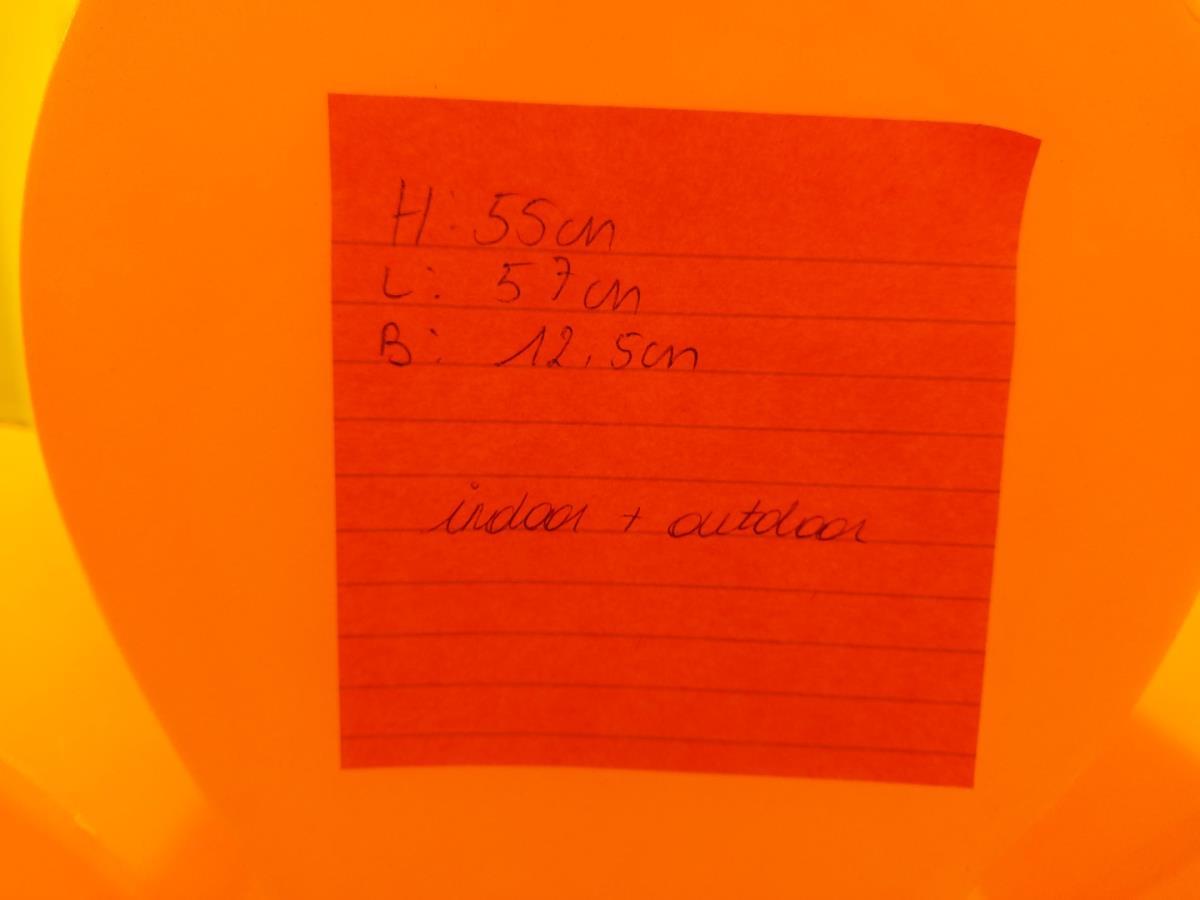 H: 55cm
L: 57cm
B: 12.5cm
indoor + outdoor